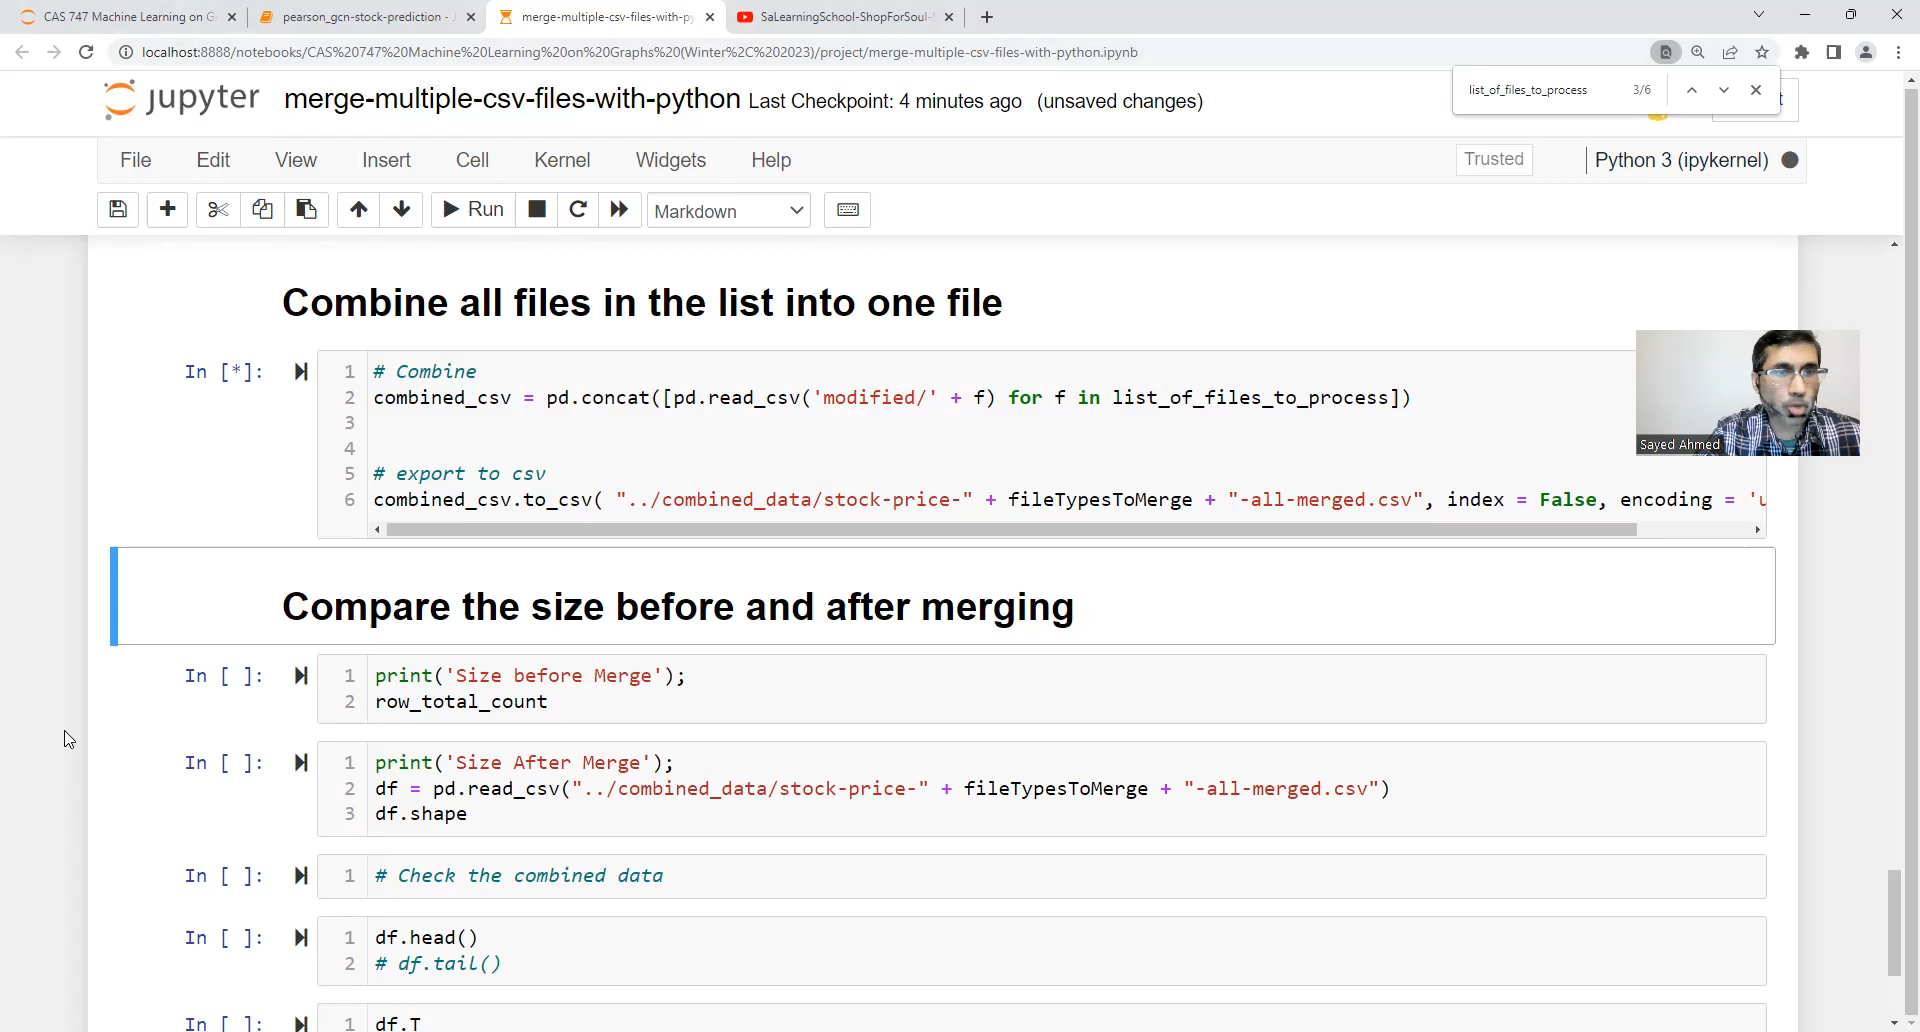 CAS 747 Machine Learning on G
pearson_gcn-stock-prediction - J
merge-multiple-csv-files-with-py
SaLearningSchool-ShopForSoul-
localhost:8888/notebooks/CAS%20747%20Machine%20Learning%20on%20Graphs%20(Winter%2C%202023)/project/merge-multiple-csv-files-with-python.ipynb
list_of_files_to_process 3/6
jupyter merge-multiple-csv-files-with-python Last Checkpoint: 4 minutes ago (unsaved changes)
File Edit View Insert Cell Kernel Widgets Help
Trusted
Python 3 (ipykernel)
Run
Markdown
Combine all files in the list into one file
In [*]:
1 # Combine
2 combined_csv = pd.concat([pd.read_csv('modified/' + f) for f in list_of_files_to_process])
3
4
5 # export to csv
6 combined_csv.to_csv( "../combined_data/stock-price-" + fileTypesToMerge + "-all-merged.csv", index = False, encoding = 'u
Sayed Ahmed
Compare the size before and after merging
In [ ]:
1 print('Size before Merge');
2 row_total_count
In [ ]:
1 print('Size After Merge');
2 df = pd.read_csv("../combined_data/stock-price-" + fileTypesToMerge + "-all-merged.csv")
3 df.shape
In [ ]:
1 # Check the combined data
In [ ]:
1 df.head()
2 # df.tail()
In [ ]:
1 df.T